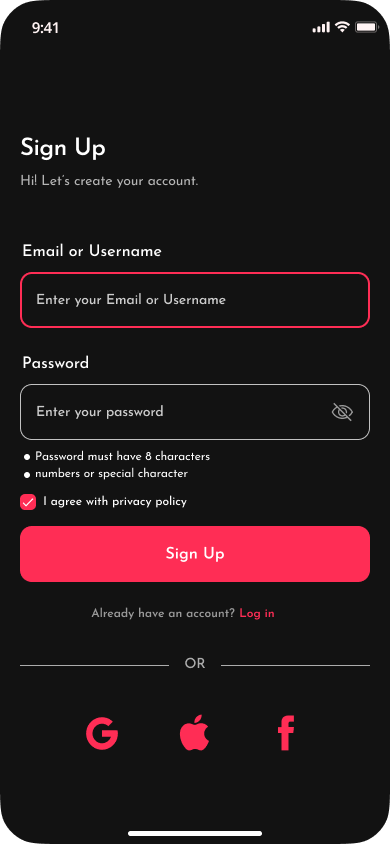 9:41
Sign Up
Hi! Let's create your account.
Email or Username
Enter your Email or Username
Password
Enter your password
Password must have 8 characters
numbers or special character
I agree with privacy policy
Sign Up
Already have an account? Log in
OR